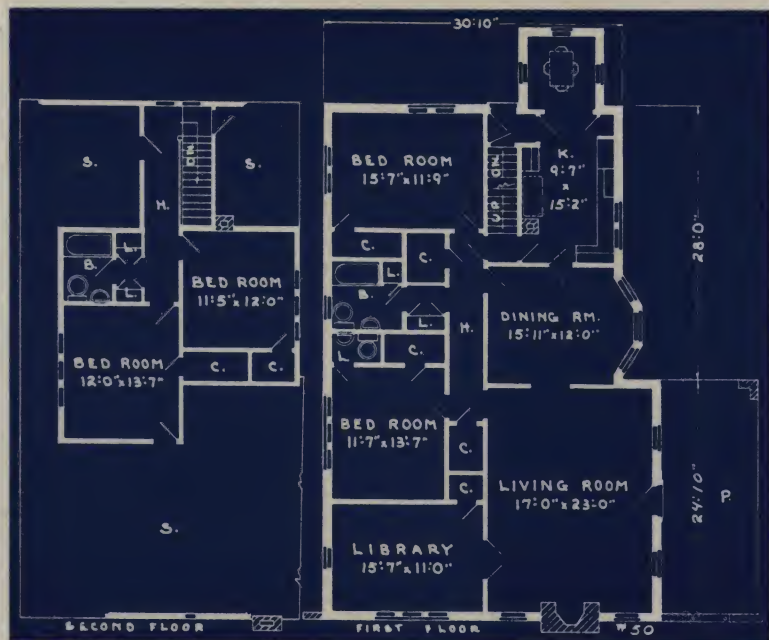 30:10"
S.
DN
S.
H.
B.
L.
L.
BED ROOM
11:5"x12:0"
BED ROOM
12:0"x13:7"
C.
C.
S.
SECOND FLOOR
BED ROOM
15:7"x11:9"
DN
UP
K.
9:7"
x
15:2"
28:0"
C.
C.
L.
B.
L.
H.
DINING RM.
15:11"x12:0"
L.
C.
BED ROOM
11:7"x13:7"
C.
C.
LIVING ROOM
17:0"x23:0"
24:10"
P.
LIBRARY
15:7"x11:0"
FIRST FLOOR
#50